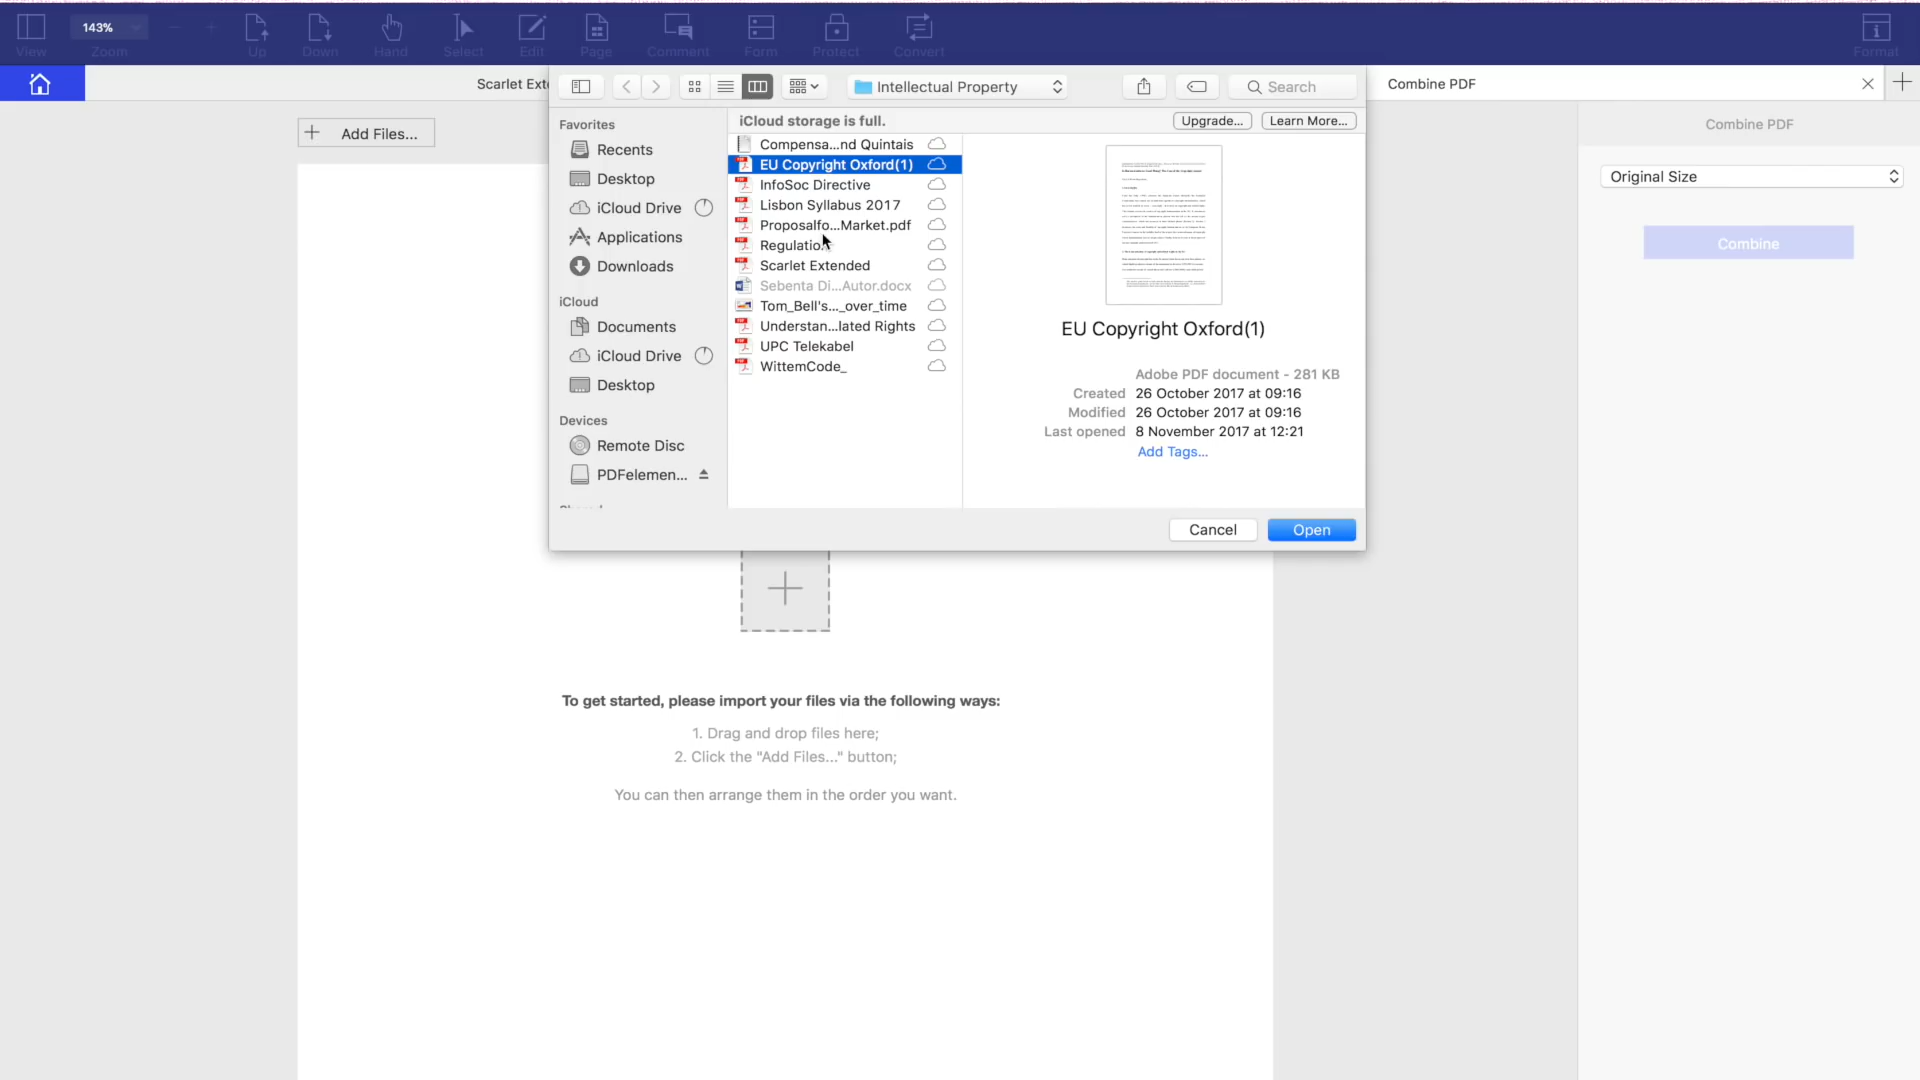 143%
View
Zoom
Up
Down
Hand
Select
Edit
Page
Comment
Form
Protect
Convert
Format
Scarlet Exte
Intellectual Property
Search
Combine PDF
Add Files...
Favorites
Recents
Desktop
iCloud Drive
Applications
Downloads
iCloud
Documents
iCloud Drive
Desktop
Devices
Remote Disc
PDFelemen...
iCloud storage is full.
Upgrade...
Learn More...
Compensa...nd Quintais
EU Copyright Oxford(1)
InfoSoc Directive
Lisbon Syllabus 2017
Proposalfo...Market.pdf
Regulation
Scarlet Extended
Sebenta Di...Autor.docx
Tom_Bell's..._over_time
Understan...lated Rights
UPC Telekabel
WittemCode_
EU Copyright Oxford(1)
Adobe PDF document - 281 KB
Created 26 October 2017 at 09:16
Modified 26 October 2017 at 09:16
Last opened 8 November 2017 at 12:21
Add Tags...
Cancel
Open
Combine PDF
Original Size
Combine
To get started, please import your files via the following ways:
1. Drag and drop files here;
2. Click the "Add Files..." button;
You can then arrange them in the order you want.